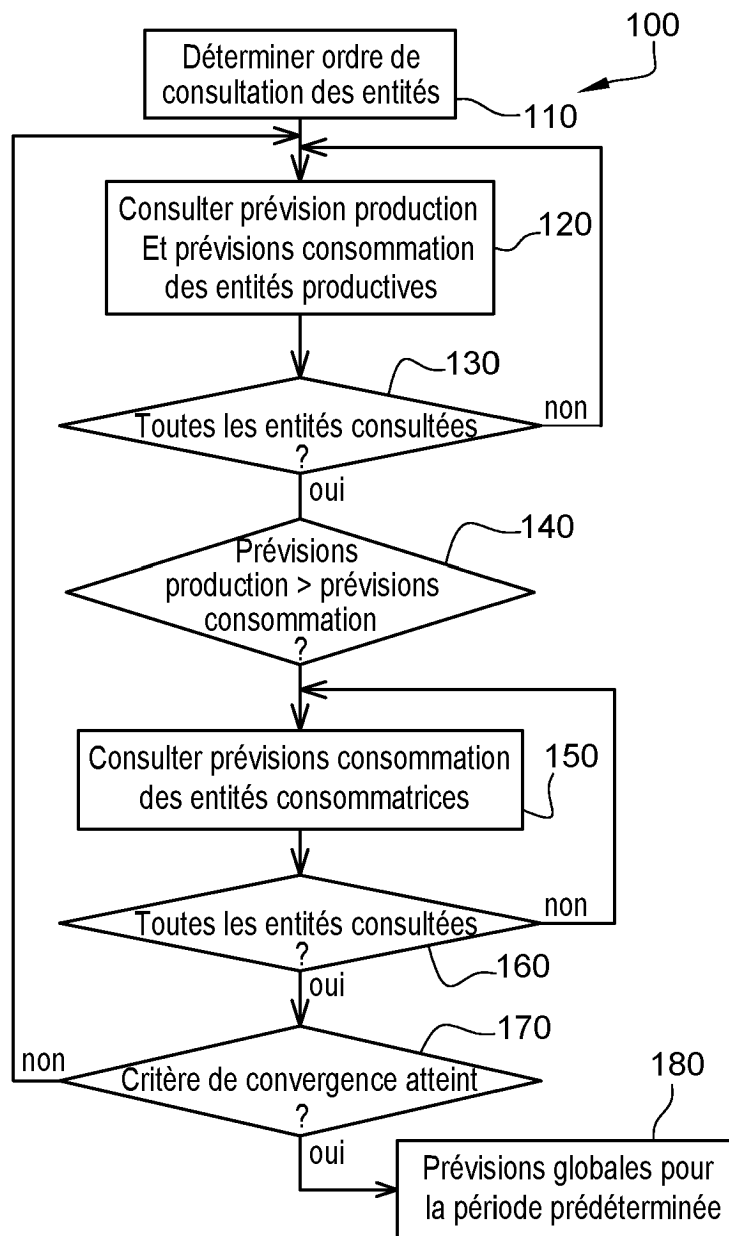 100
Déterminer ordre de
consultation des entités
110
Consulter prévision production
Et prévisions consommation
des entités productives
120
130
Toutes les entités consultées
?
non
oui
140
Prévisions
production > prévisions
consommation
?
Consulter prévisions consommation
des entités consommatrices
150
Toutes les entités consultées
?
non
160
oui
170
non
Critère de convergence atteint
?
oui
180
Prévisions globales pour
la période prédéterminée